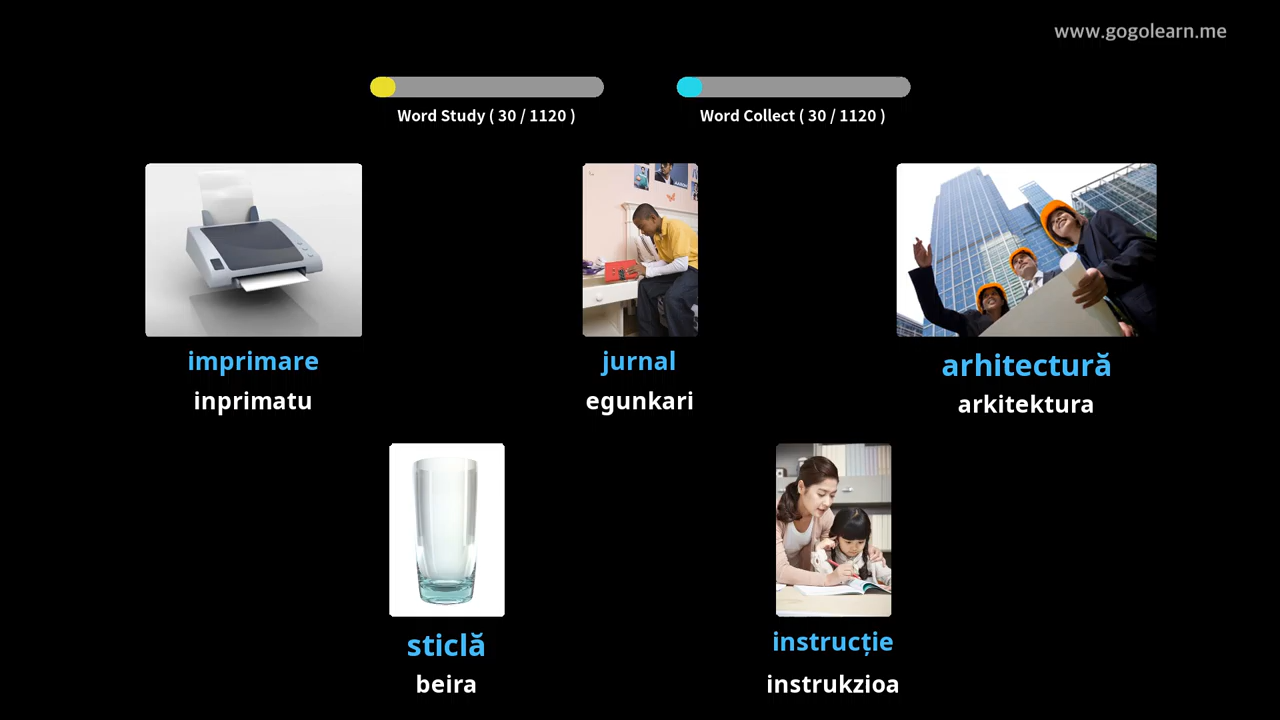 www.gogolearn.me
Word Study ( 30 / 1120 )
Word Collect ( 30 / 1120 )
imprimare
inprimatu
jurnal
egunkari
arhitectură
arkitektura
sticlă
beira
instrucție
instrukzioa